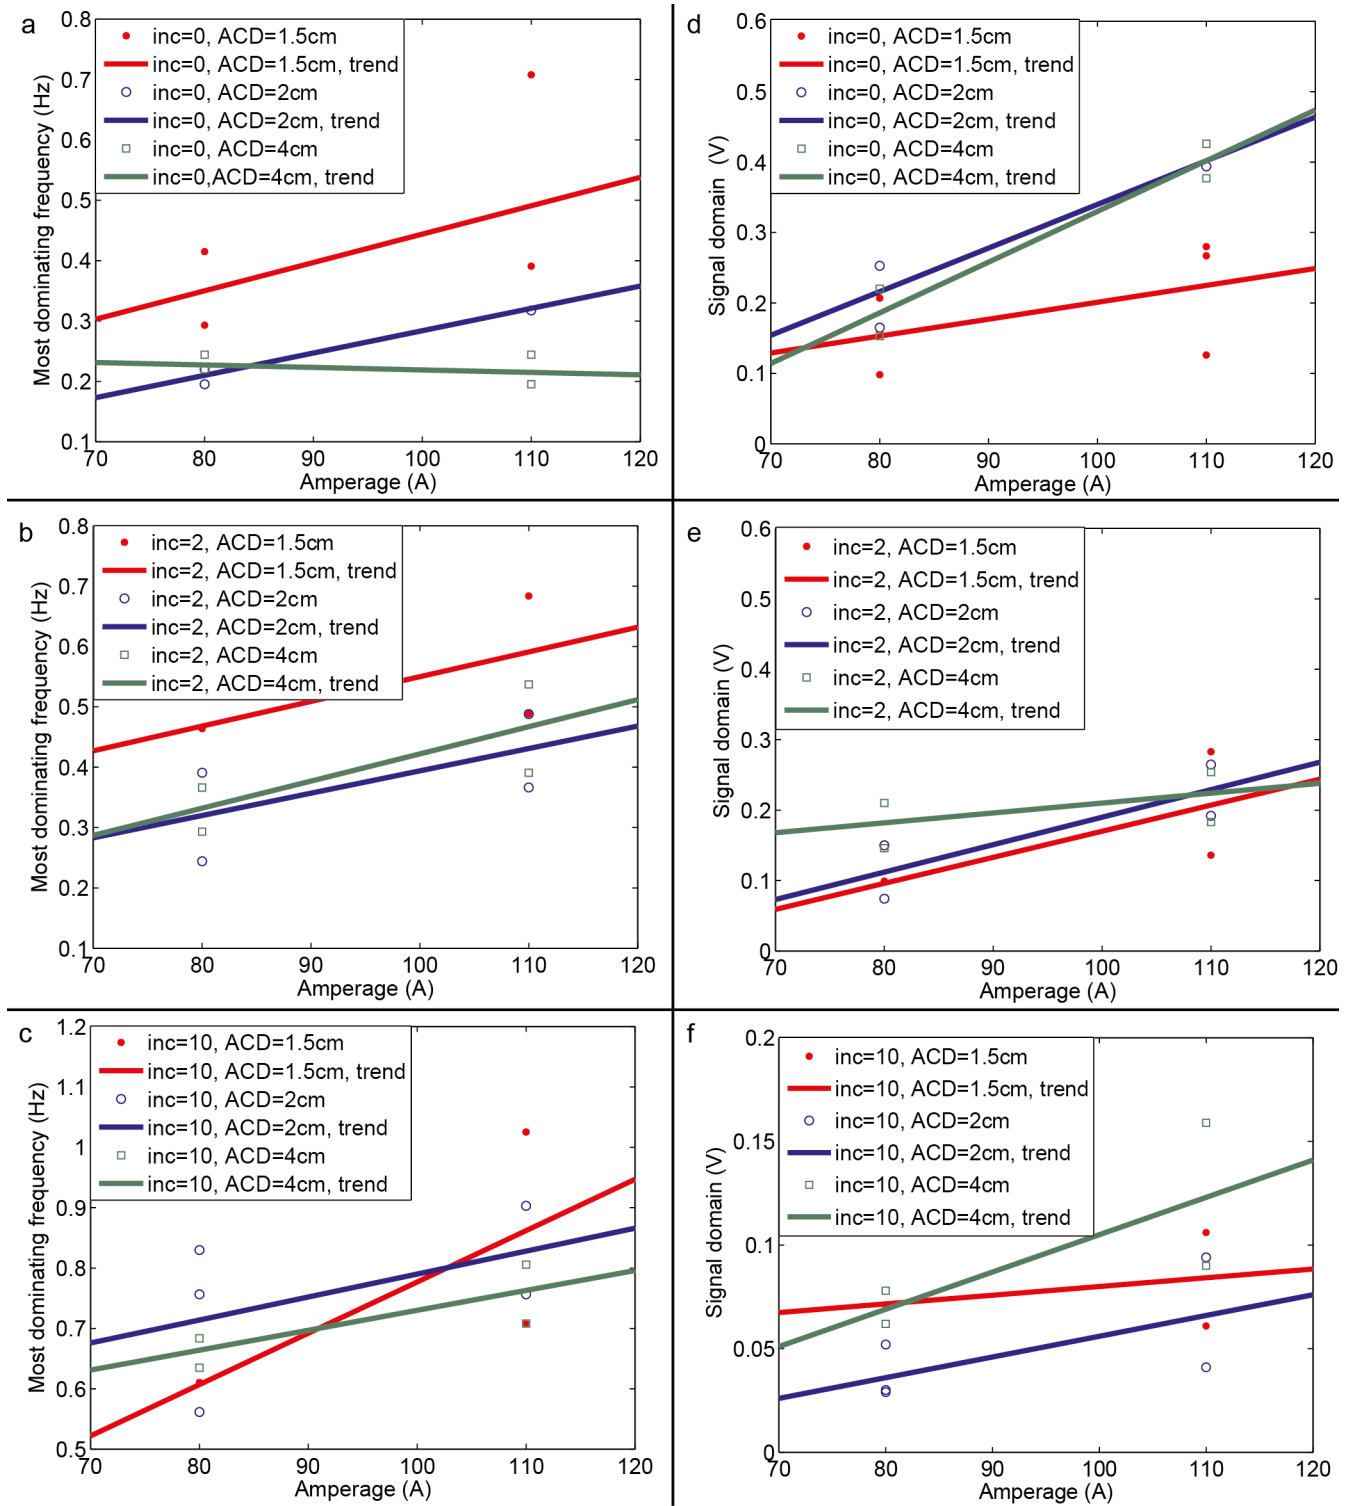 a
0.8
0.7
0.6
0.5
0.4
0.3
0.2
0.1
Most dominating frequency (Hz)
inc=0, ACD=1.5cm
inc=0, ACD=1.5cm, trend
inc=0, ACD=2cm
inc=0, ACD=2cm, trend
inc=0, ACD=4cm
inc=0,ACD=4cm, trend
70 80 90 100 110 120
Amperage (A)
d
0.6
0.5
0.4
0.3
0.2
0.1
0
Signal domain (V)
inc=0, ACD=1.5cm
inc=0, ACD=1.5cm, trend
inc=0, ACD=2cm
inc=0, ACD=2cm, trend
inc=0, ACD=4cm
inc=0, ACD=4cm, trend
70 80 90 100 110 120
Amperage (A)
b
0.8
0.7
0.6
0.5
0.4
0.3
0.2
0.1
Most dominating frequency (Hz)
inc=2, ACD=1.5cm
inc=2, ACD=1.5cm, trend
inc=2, ACD=2cm
inc=2, ACD=2cm, trend
inc=2, ACD=4cm
inc=2, ACD=4cm, trend
70 80 90 100 110 120
Amperage (A)
e
0.6
0.5
0.4
0.3
0.2
0.1
0
Signal domain (V)
inc=2, ACD=1.5cm
inc=2, ACD=1.5cm, trend
inc=2, ACD=2cm
inc=2, ACD=2cm, trend
inc=2, ACD=4cm
inc=2, ACD=4cm, trend
70 80 90 100 110 120
Amperage (A)
c
1.2
1.1
1
0.9
0.8
0.7
0.6
0.5
Most dominating frequency (Hz)
inc=10, ACD=1.5cm
inc=10, ACD=1.5cm, trend
inc=10, ACD=2cm
inc=10, ACD=2cm, trend
inc=10, ACD=4cm
inc=10, ACD=4cm, trend
70 80 90 100 110 120
Amperage (A)
f
0.2
0.15
0.1
0.05
0
Signal domain (V)
inc=10, ACD=1.5cm
inc=10, ACD=1.5cm, trend
inc=10, ACD=2cm
inc=10, ACD=2cm, trend
inc=10, ACD=4cm
inc=10, ACD=4cm, trend
70 80 90 100 110 120
Amperage (A)